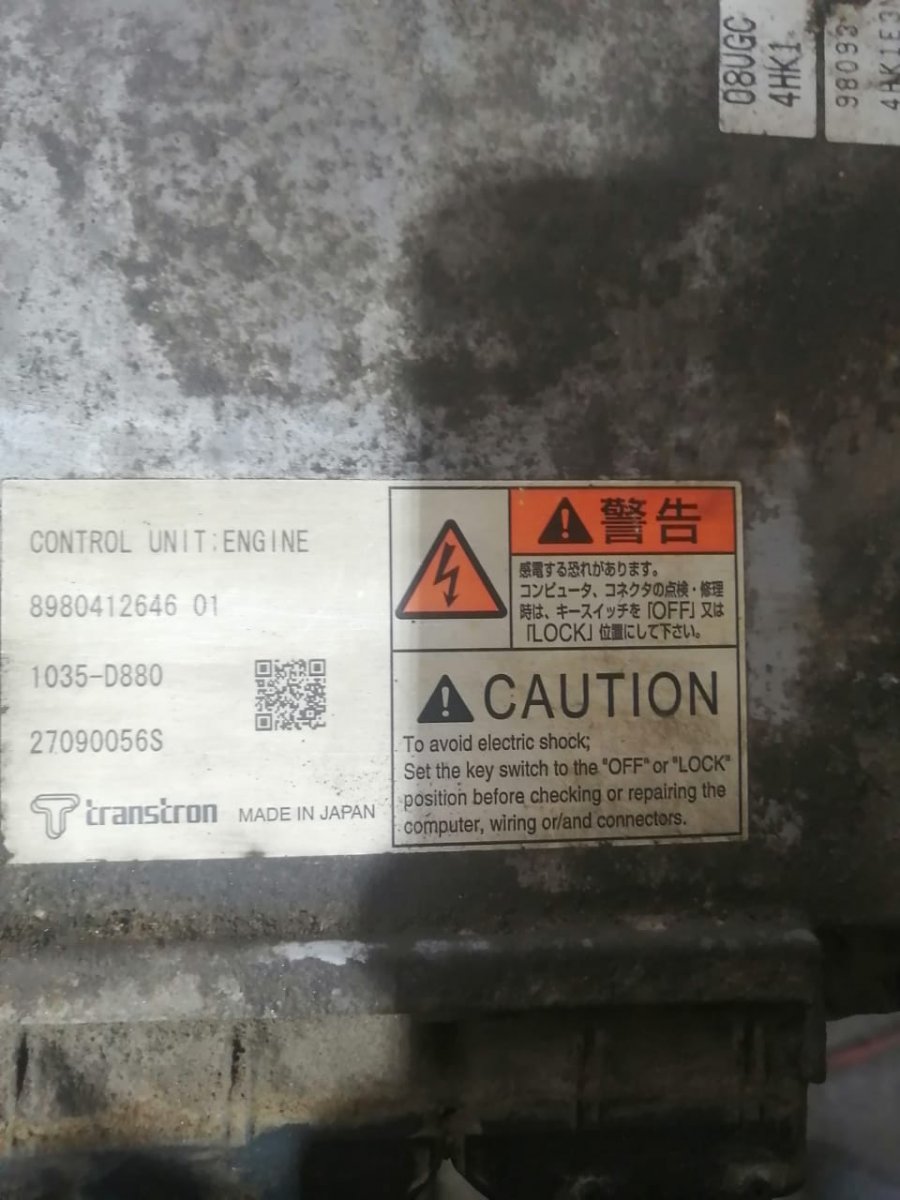 08UGC
4HK1
98093
4HK1E3
CONTROL UNIT:ENGINE
8980412646 01
1035-D880
27090056S
transtron MADE IN JAPAN
警告
感電する恐れがあります。
コンピュータ、コネクタの点検・修理
時は、キースイッチを「OFF」又は
「LOCK」位置にして下さい。
CAUTION
To avoid electric shock;
Set the key switch to the "OFF" or "LOCK"
position before checking or repairing the
computer, wiring or/and connectors.